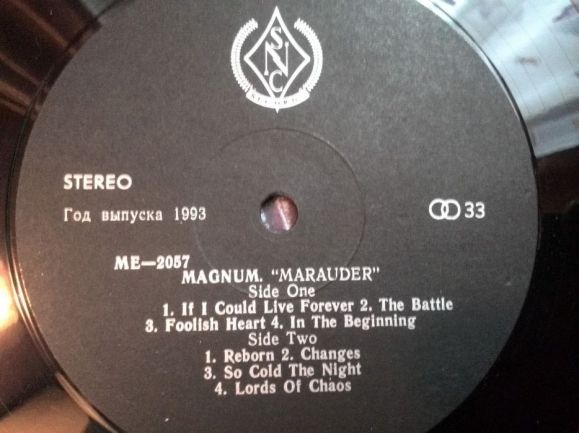 SNC
RECORDS
STEREO
Год выпуска 1993
33
МЕ—2057
MAGNUM. “MARAUDER”
Side One
1. If I Could Live Forever 2. The Battle
3. Foolish Heart 4. In The Beginning
Side Two
1. Reborn 2. Changes
3. So Cold The Night
4. Lords Of Chaos